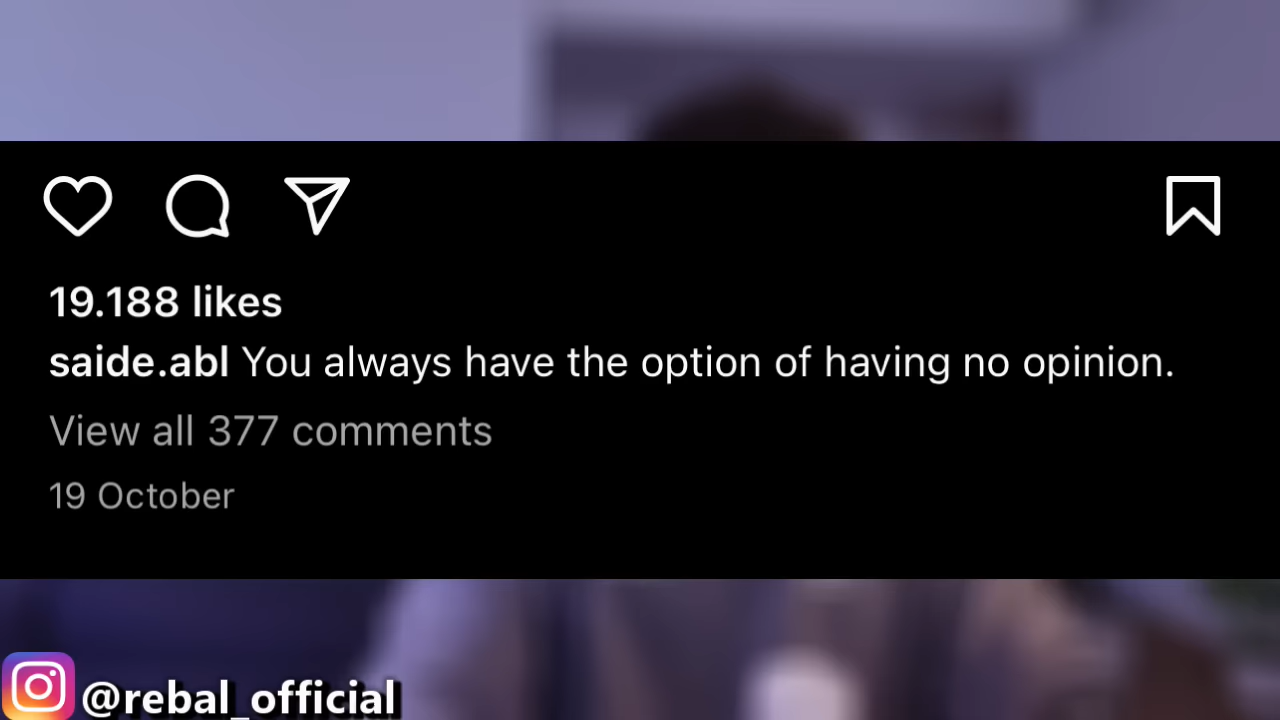 19.188 likes
saide.abl You always have the option of having no opinion.
View all 377 comments
19 October
@rebal_official